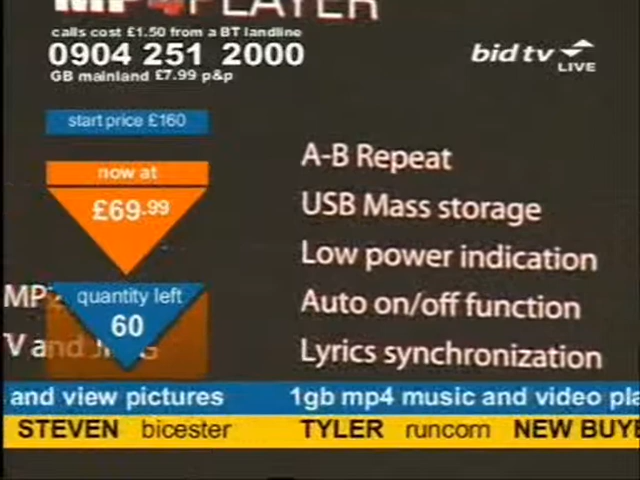 MP4 PLAYER
calls cost £1.50 from a BT landline
0904 251 2000
GB mainland £7.99 p&p
bid tv
LIVE
start price £160
now at
£69.99
quantity left
60
A-B Repeat
USB Mass storage
Low power indication
Auto on/off function
Lyrics synchronization
and view pictures 1gb mp4 music and video pla
STEVEN bicester TYLER runcorn NEW BUYE